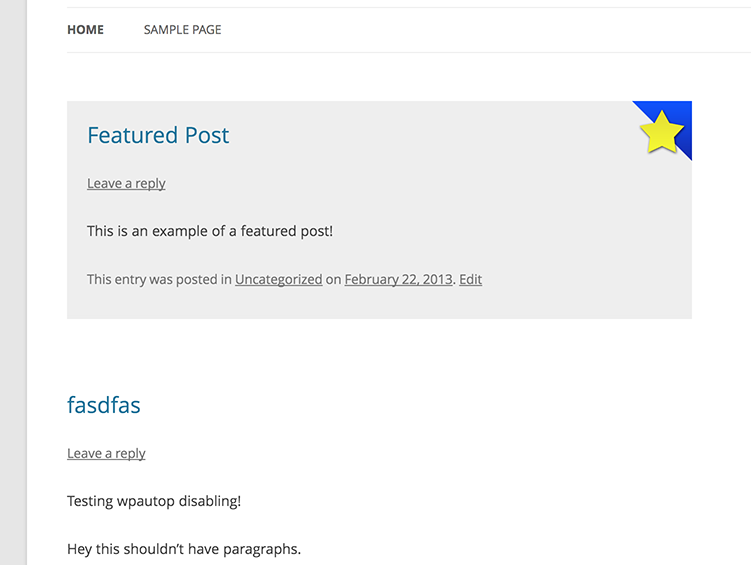 HOME SAMPLE PAGE
Featured Post
Leave a reply
This is an example of a featured post!
This entry was posted in Uncategorized on February 22, 2013. Edit
fasdfas
Leave a reply
Testing wpautop disabling!
Hey this shouldn't have paragraphs.